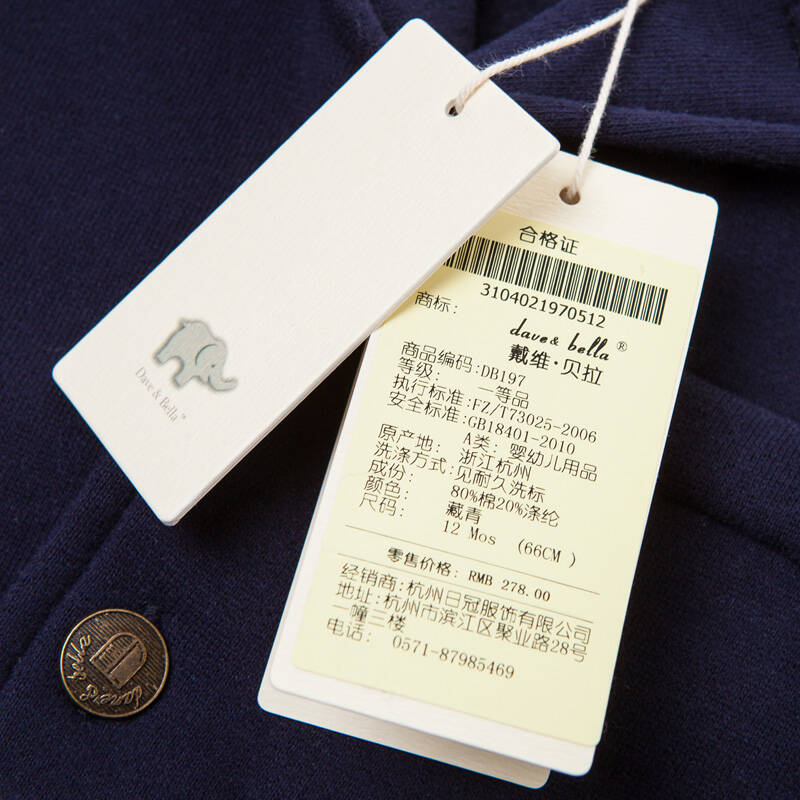 Dave & Bella™
合格证
3104021970512
商标:
dave & bella®
戴维·贝拉
商品编码:DB197
等级: 一等品
执行标准:FZ/T73025-2006
安全标准:GB18401-2010
A类: 婴幼儿用品
原产地: 浙江杭州
洗涤方式:见耐久洗标
成份: 80%棉20%涤纶
颜色: 藏青
尺码: 12 Mos (66CM )
零售价格: RMB 278.00
经销商:杭州日冠服饰有限公司
地址:杭州市滨江区聚业路28号
一幢三楼
电话: 0571-87985469
dave & bella